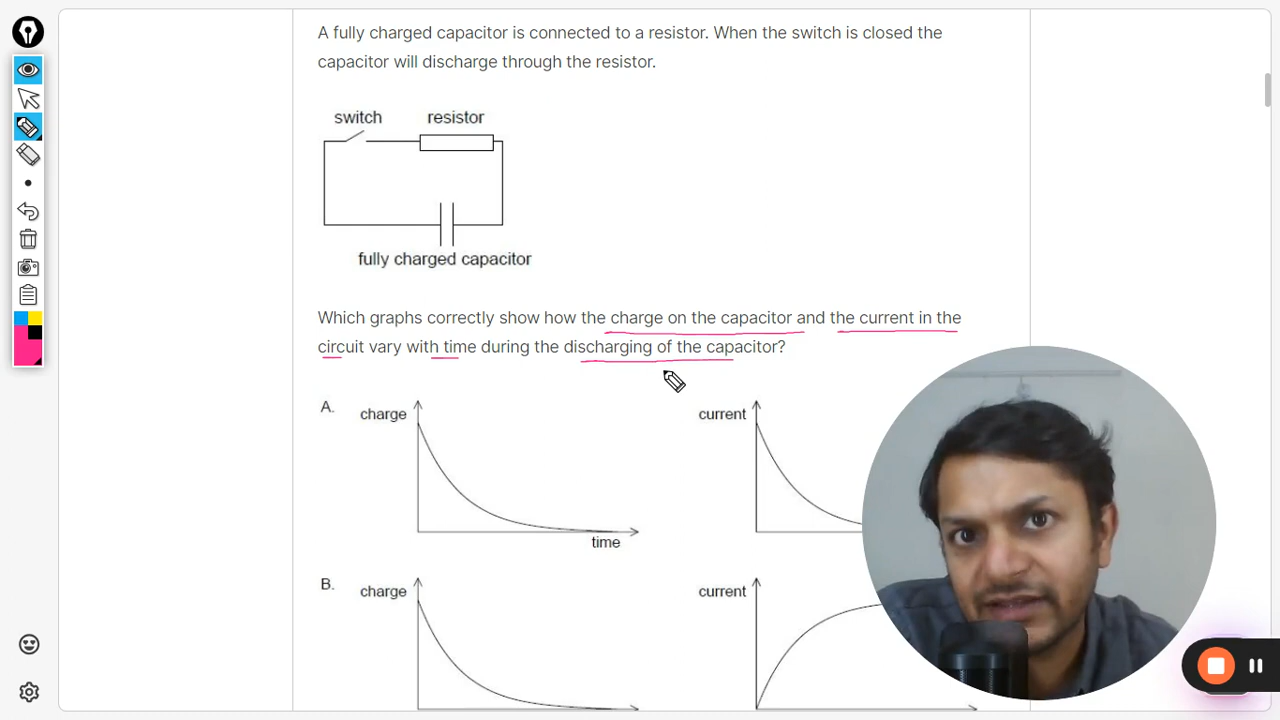 A fully charged capacitor is connected to a resistor. When the switch is closed the
capacitor will discharge through the resistor.
switch resistor
fully charged capacitor
Which graphs correctly show how the charge on the capacitor and the current in the
circuit vary with time during the discharging of the capacitor?
A. charge current
time
B. charge current